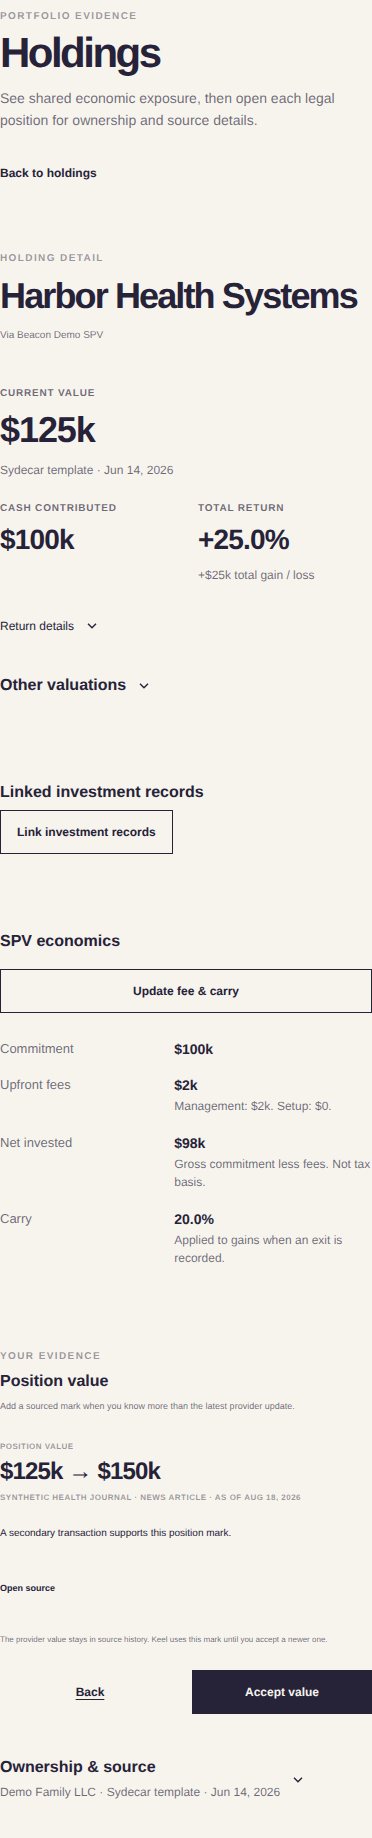 PORTFOLIO EVIDENCE
Holdings
See shared economic exposure, then open each legal
position for ownership and source details.
Back to holdings
HOLDING DETAIL
Harbor Health Systems
Via Beacon Demo SPV
CURRENT VALUE
$125k
Sydecar template · Jun 14, 2026
CASH CONTRIBUTED
$100k
TOTAL RETURN
+25.0%
+$25k total gain / loss
Return details
Other valuations
Linked investment records
Link investment records
SPV economics
Update fee & carry
Commitment
$100k
Upfront fees
$2k
Management: $2k. Setup: $0.
Net invested
$98k
Gross commitment less fees. Not tax
basis.
Carry
20.0%
Applied to gains when an exit is
recorded.
YOUR EVIDENCE
Position value
Add a sourced mark when you know more than the latest provider update.
POSITION VALUE
$125k → $150k
SYNTHETIC HEALTH JOURNAL · NEWS ARTICLE · AS OF AUG 18, 2026
A secondary transaction supports this position mark.
Open source
The provider value stays in source history. Keel uses this mark until you accept a newer one.
Back
Accept value
Ownership & source
Demo Family LLC · Sydecar template · Jun 14, 2026